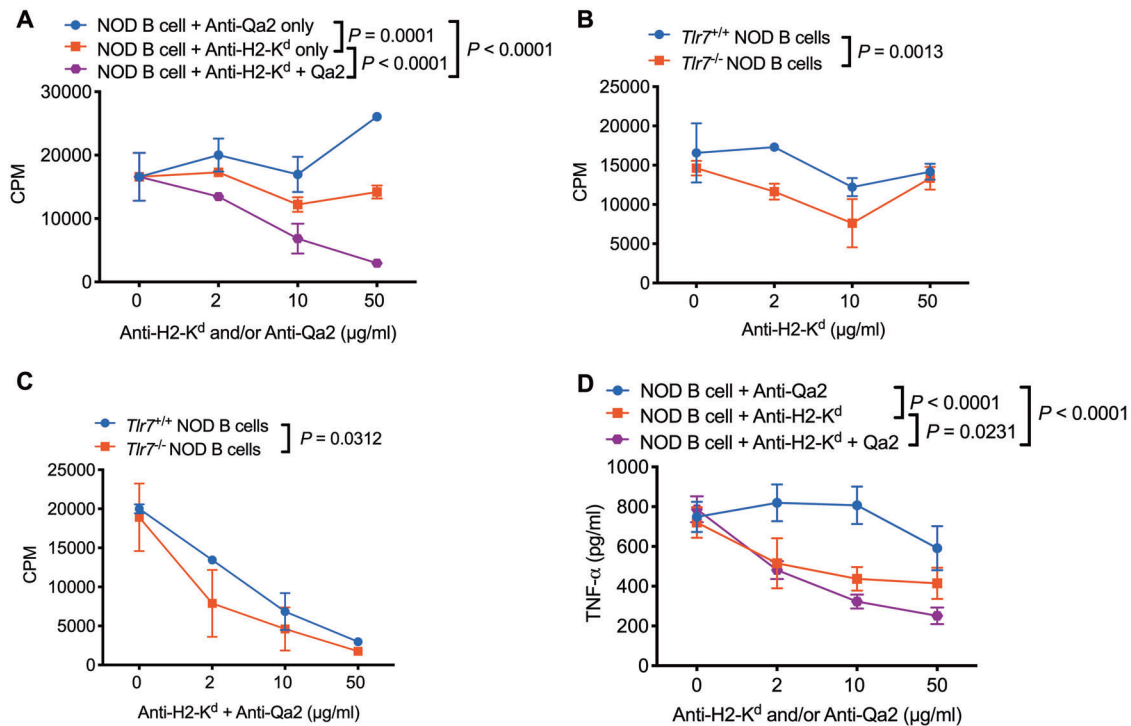 A
NOD B cell + Anti-Qa2 only
NOD B cell + Anti-H2-Kᵈ only
NOD B cell + Anti-H2-Kᵈ + Qa2
P = 0.0001
P < 0.0001
P < 0.0001
30000
20000
10000
0
CPM
0 2 10 50
Anti-H2-Kᵈ and/or Anti-Qa2 (µg/ml)
B
Tlr7⁺/⁺ NOD B cells
Tlr7⁻/⁻ NOD B cells
P = 0.0013
25000
20000
15000
10000
5000
0
CPM
0 2 10 50
Anti-H2-Kᵈ (µg/ml)
C
Tlr7⁺/⁺ NOD B cells
Tlr7⁻/⁻ NOD B cells
P = 0.0312
25000
20000
15000
10000
5000
0
CPM
0 2 10 50
Anti-H2-Kᵈ + Anti-Qa2 (µg/ml)
D
NOD B cell + Anti-Qa2
NOD B cell + Anti-H2-Kᵈ
NOD B cell + Anti-H2-Kᵈ + Qa2
P < 0.0001
P = 0.0231
P < 0.0001
1000
800
600
400
200
0
TNF-α (pg/ml)
0 2 10 50
Anti-H2-Kᵈ and/or Anti-Qa2 (µg/ml)